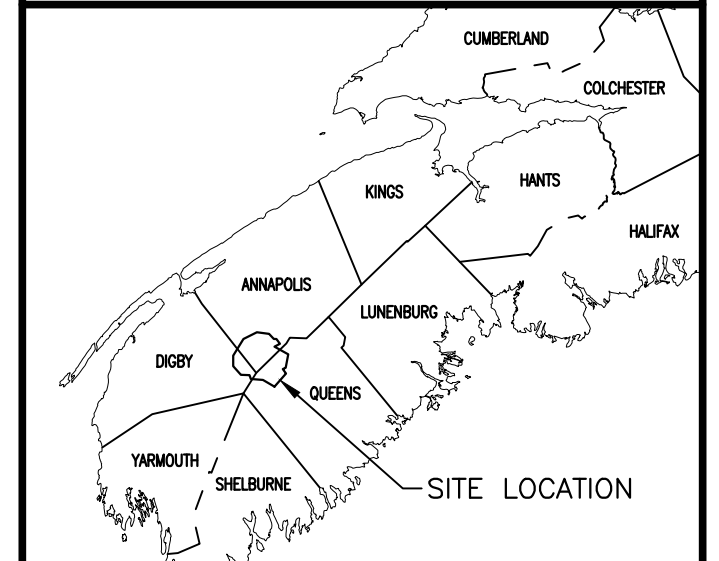 CUMBERLAND
COLCHESTER
KINGS
HANTS
HALIFAX
ANNAPOLIS
LUNENBURG
DIGBY
QUEENS
YARMOUTH
SHELBURNE
SITE LOCATION